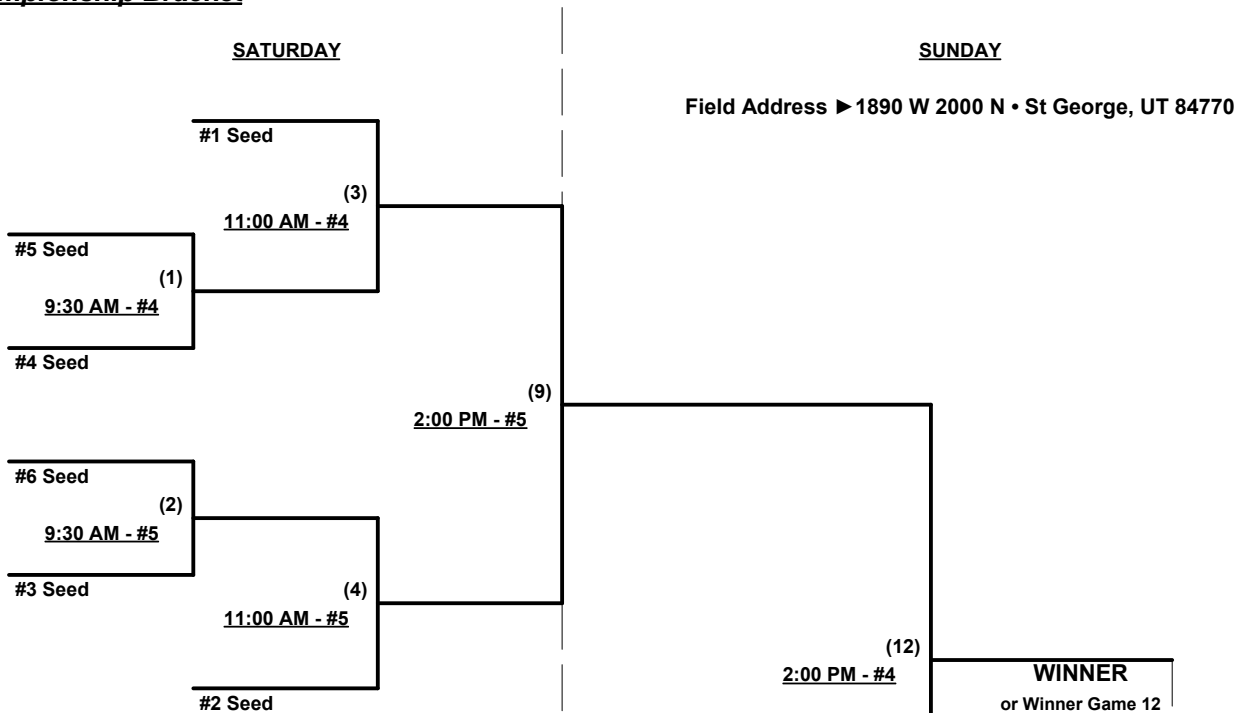 SATURDAY
SUNDAY
Field Address ►1890 W 2000 N • St George, UT 84770
#1 Seed
(3)
11:00 AM - #4
#5 Seed
(1)
9:30 AM - #4
#4 Seed
(9)
2:00 PM - #5
#6 Seed
(2)
9:30 AM - #5
#3 Seed
(4)
11:00 AM - #5
(12)
2:00 PM - #4
WINNER
#2 Seed
or Winner Game 12